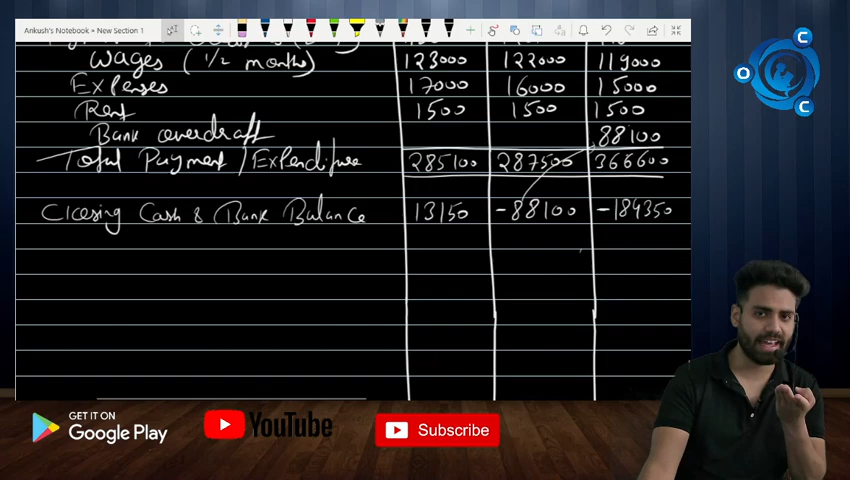 Ankush's Notebook » New Section 1
Wages (1/2 months) 123000 122000 119000
Expenses 17000 16000 15000
Rent 1500 1500 1500
Bank overdraft 88100
Total Payment / Expenditure 285100 287500 366600
Closing Cash & Bank Balance 13150 -88100 -184350
O C C
GET IT ON
Google Play
YouTube
Subscribe